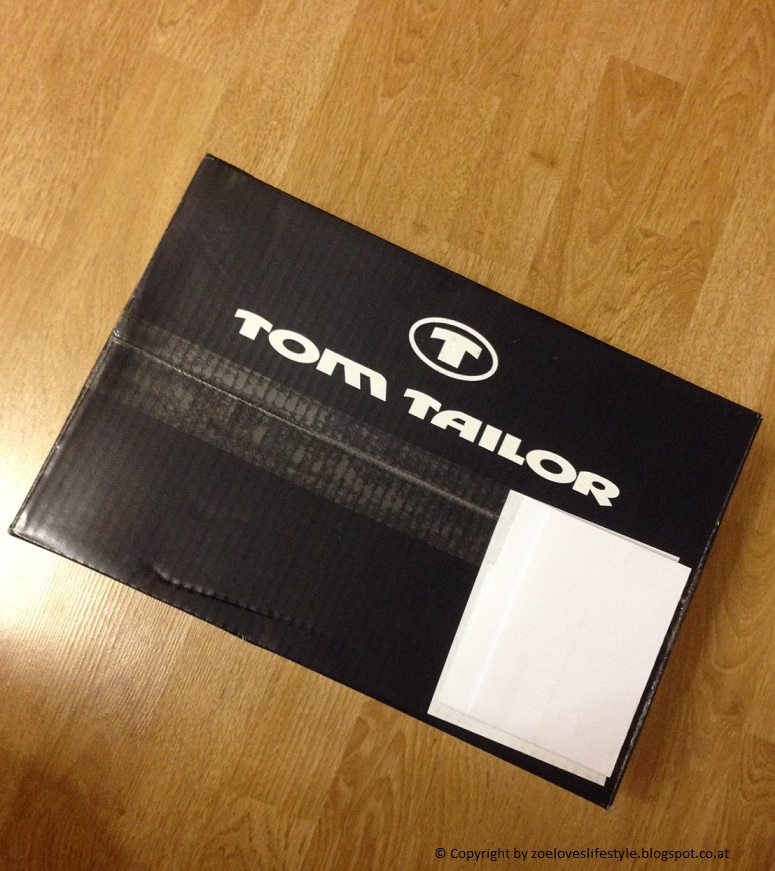 T
TOM TAILOR
© Copyright by zoeloveslifestyle.blogspot.co.at